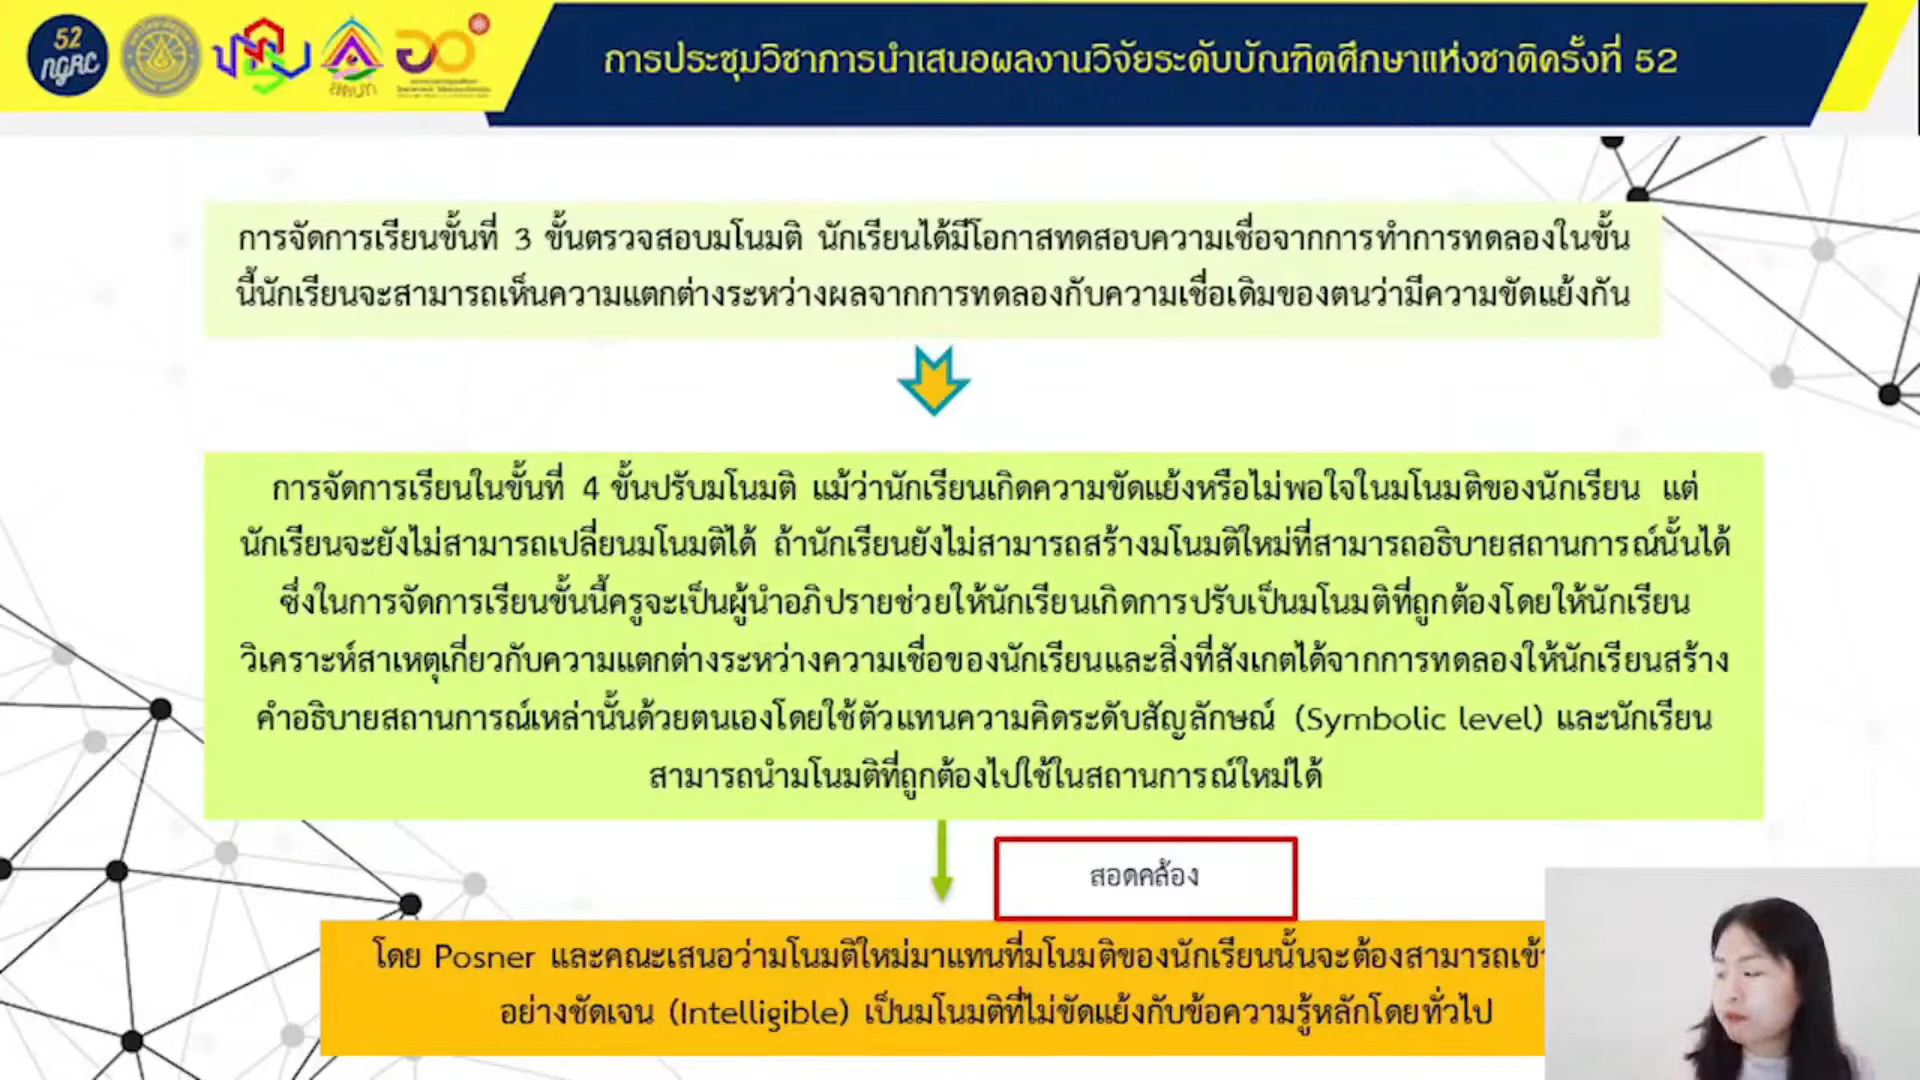 52
ngrc
การประชุมวิชาการนำเสนอผลงานวิจัยระดับบัณฑิตศึกษาแห่งชาติครั้งที่ 52
การจัดการเรียนขั้นที่ 3 ขั้นตรวจสอบมโนมติ นักเรียนได้มีโอกาสทดสอบความเชื่อจากการทำการทดลองในขั้น
นี้นักเรียนจะสามารถเห็นความแตกต่างระหว่างผลจากการทดลองกับความเชื่อเดิมของตนว่ามีความขัดแย้งกัน
การจัดการเรียนในขั้นที่ 4 ขั้นปรับมโนมติ แม้ว่านักเรียนเกิดความขัดแย้งหรือไม่พอใจในมโนมติของนักเรียน แต่
นักเรียนจะยังไม่สามารถเปลี่ยนมโนมติได้ ถ้านักเรียนยังไม่สามารถสร้างมโนมติใหม่ที่สามารถอธิบายสถานการณ์นั้นได้
ซึ่งในการจัดการเรียนขั้นนี้ครูจะเป็นผู้นำอภิปรายช่วยให้นักเรียนเกิดการปรับเป็นมโนมติที่ถูกต้องโดยให้นักเรียน
วิเคราะห์สาเหตุเกี่ยวกับความแตกต่างระหว่างความเชื่อของนักเรียนและสิ่งที่สังเกตได้จากการทดลองให้นักเรียนสร้าง
คำอธิบายสถานการณ์เหล่านั้นด้วยตนเองโดยใช้ตัวแทนความคิดระดับสัญลักษณ์ (Symbolic level) และนักเรียน
สามารถนำมโนมติที่ถูกต้องไปใช้ในสถานการณ์ใหม่ได้
สอดคล้อง
โดย Posner และคณะเสนอว่ามโนมติใหม่มาแทนที่มโนมติของนักเรียนนั้นจะต้องสามารถเข้า
อย่างชัดเจน (Intelligible) เป็นมโนมติที่ไม่ขัดแย้งกับข้อความรู้หลักโดยทั่วไป